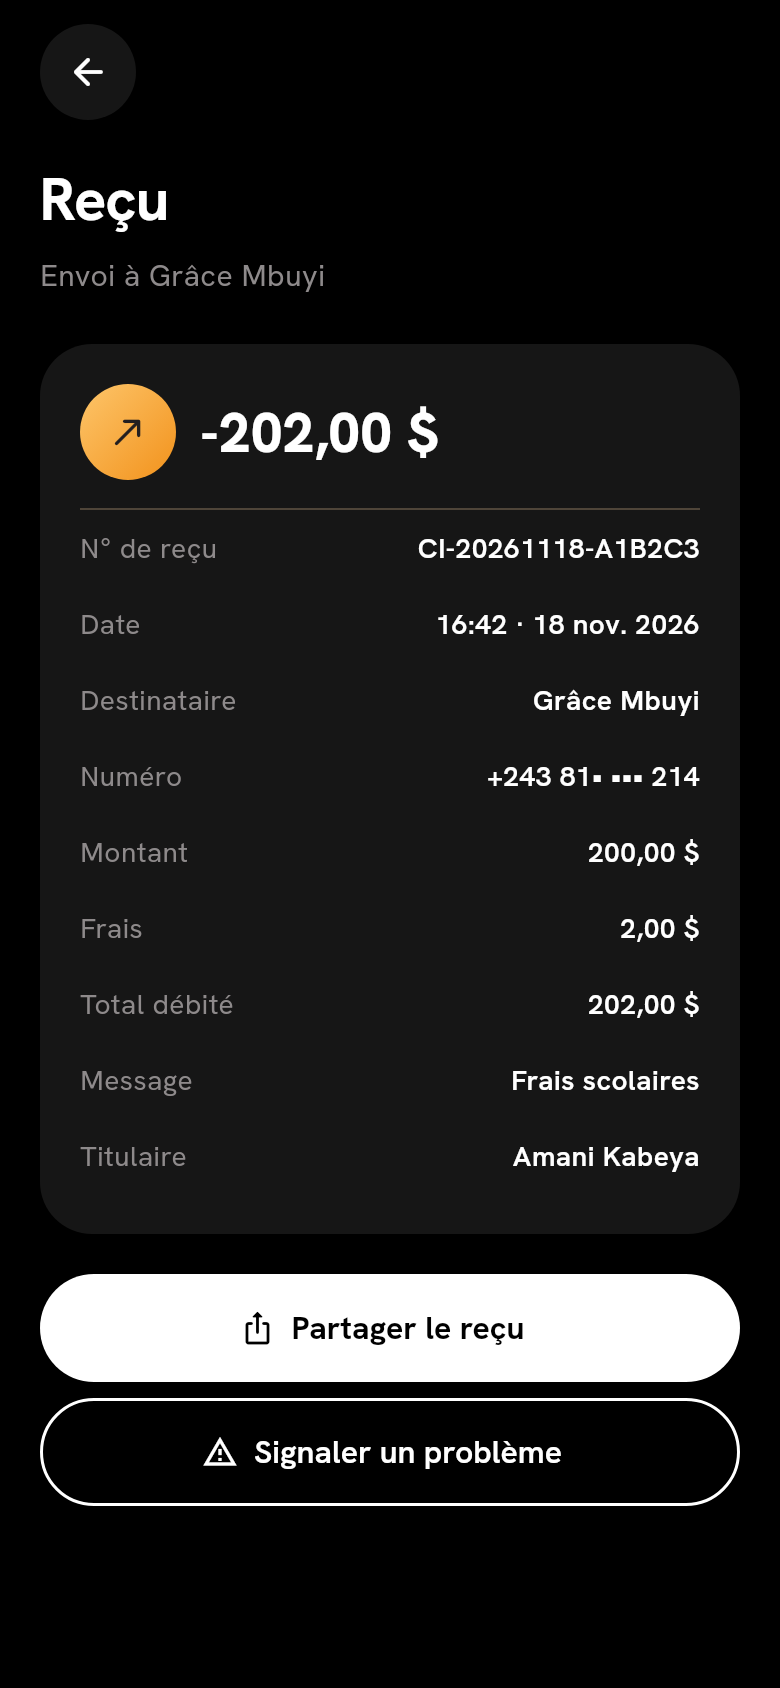 Reçu
Envoi à Grâce Mbuyi
-202,00 $
N° de reçu CI-20261118-A1B2C3
Date 16:42 · 18 nov. 2026
Destinataire Grâce Mbuyi
Numéro +243 81▪ ▪▪▪ 214
Montant 200,00 $
Frais 2,00 $
Total débité 202,00 $
Message Frais scolaires
Titulaire Amani Kabeya
Partager le reçu
Signaler un problème